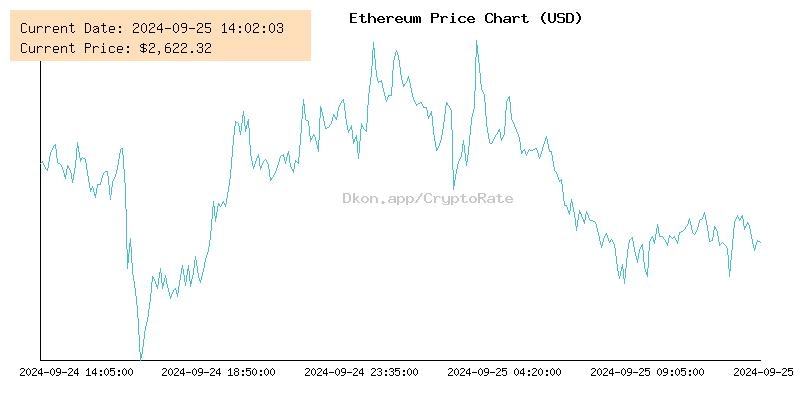 Ethereum Price Chart (USD)
Current Date: 2024-09-25 14:02:03
Current Price: $2,622.32
Dkon.app/CryptoRate
2024-09-24 14:05:00 2024-09-24 18:50:00 2024-09-24 23:35:00 2024-09-25 04:20:00 2024-09-25 09:05:00 2024-09-25